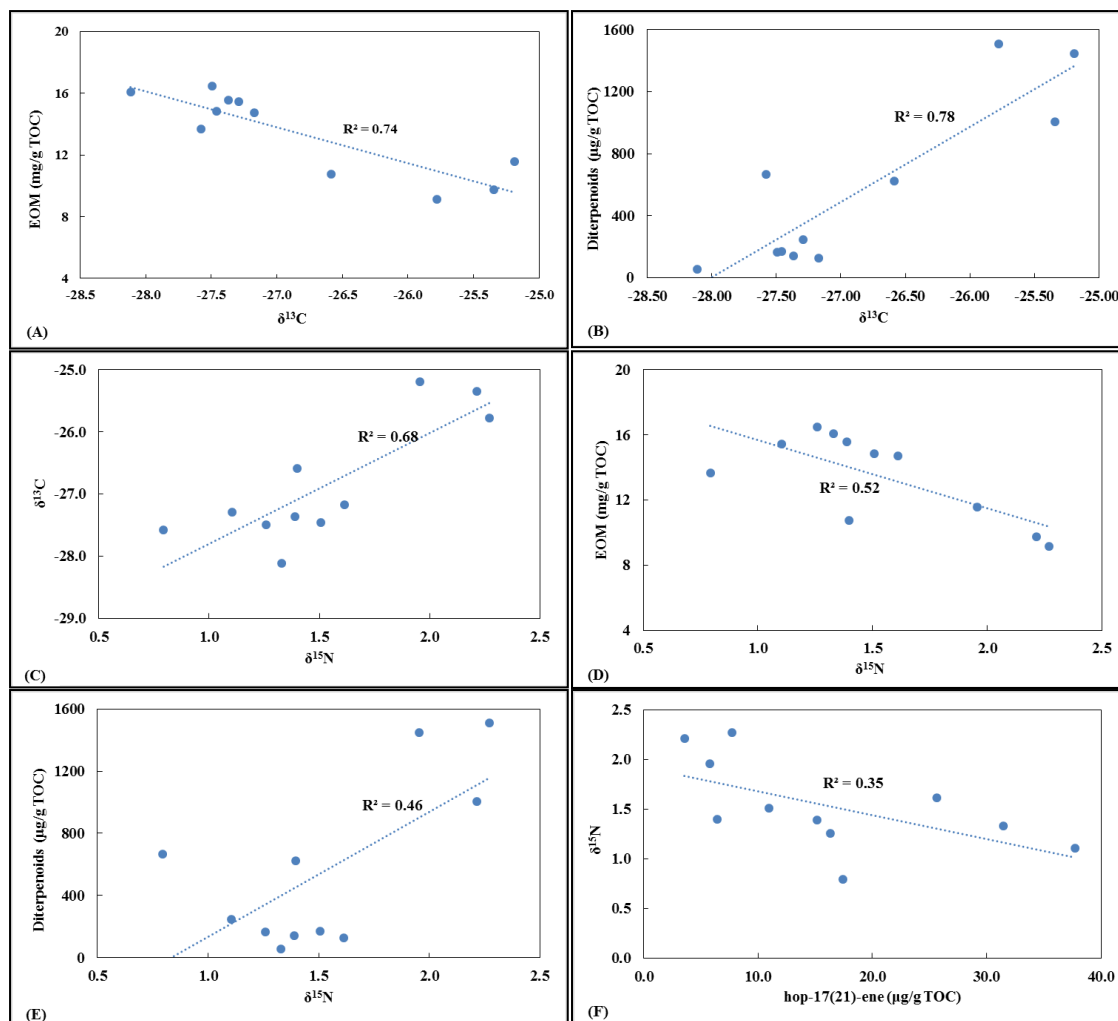 20
16
12
8
4
EOM (mg/g TOC)
R² = 0.74
-28.5 -28.0 -27.5 -27.0 -26.5 -26.0 -25.5 -25.0
δ¹³C
(A)
1600
1200
800
400
0
Diterpenoids (µg/g TOC)
R² = 0.78
-28.50 -28.00 -27.50 -27.00 -26.50 -26.00 -25.50 -25.00
δ¹³C
(B)
-25.0
-26.0
-27.0
-28.0
-29.0
δ¹³C
R² = 0.68
0.5 1.0 1.5 2.0 2.5
δ¹⁵N
(C)
20
16
12
8
4
EOM (mg/g TOC)
R² = 0.52
0.5 1.0 1.5 2.0 2.5
δ¹⁵N
(D)
1600
1200
800
400
0
Diterpenoids (µg/g TOC)
R² = 0.46
0.5 1.0 1.5 2.0 2.5
δ¹⁵N
(E)
2.5
2.0
1.5
1.0
0.5
0.0
δ¹⁵N
R² = 0.35
0.0 10.0 20.0 30.0 40.0
hop-17(21)-ene (µg/g TOC)
(F)